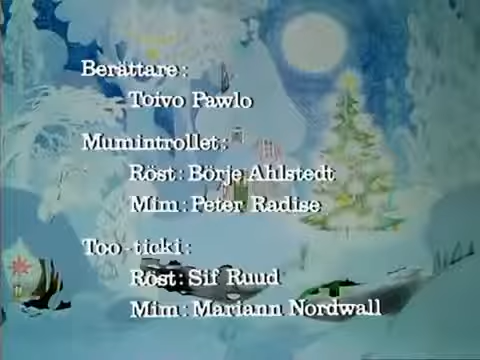 Berättare:
Toivo Pawlo
Mumintrollet:
Röst: Börje Ahlstedt
Mim: Peter Radise
Too-ticki:
Röst: Sif Ruud
Mim: Mariann Nordwall